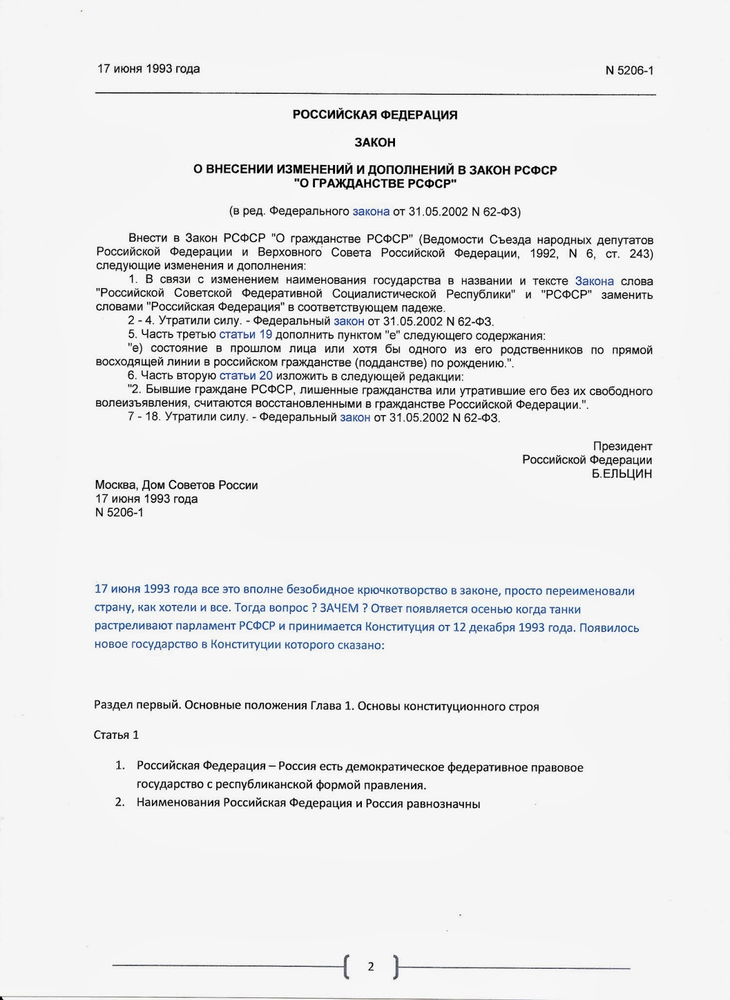 17 июня 1993 года N 5206-1
РОССИЙСКАЯ ФЕДЕРАЦИЯ
ЗАКОН
О ВНЕСЕНИИ ИЗМЕНЕНИЙ И ДОПОЛНЕНИЙ В ЗАКОН РСФСР
"О ГРАЖДАНСТВЕ РСФСР"
(в ред. Федерального закона от 31.05.2002 N 62-ФЗ)
Внести в Закон РСФСР "О гражданстве РСФСР" (Ведомости Съезда народных депутатов
Российской Федерации и Верховного Совета Российской Федерации, 1992, N 6, ст. 243)
следующие изменения и дополнения:
1. В связи с изменением наименования государства в названии и тексте Закона слова
"Российской Советской Федеративной Социалистической Республики" и "РСФСР" заменить
словами "Российская Федерация" в соответствующем падеже.
2 - 4. Утратили силу. - Федеральный закон от 31.05.2002 N 62-ФЗ.
5. Часть третью статьи 19 дополнить пунктом "е" следующего содержания:
"е) состояние в прошлом лица или хотя бы одного из его родственников по прямой
восходящей линии в российском гражданстве (подданстве) по рождению.".
6. Часть вторую статьи 20 изложить в следующей редакции:
"2. Бывшие граждане РСФСР, лишенные гражданства или утратившие его без их свободного
волеизъявления, считаются восстановленными в гражданстве Российской Федерации.".
7 - 18. Утратили силу. - Федеральный закон от 31.05.2002 N 62-ФЗ.
Президент
Российской Федерации
Б.ЕЛЬЦИН
Москва, Дом Советов России
17 июня 1993 года
N 5206-1
17 июня 1993 года все это вполне безобидное крючкотворство в законе, просто переименовали
страну, как хотели и все. Тогда вопрос ? ЗАЧЕМ ? Ответ появляется осенью когда танки
растреливают парламент РСФСР и принимается Конституция от 12 декабря 1993 года. Появилось
новое государство в Конституции которого сказано:
Раздел первый. Основные положения Глава 1. Основы конституционного строя
Статья 1
1. Российская Федерация – Россия есть демократическое федеративное правовое
государство с республиканской формой правления.
2. Наименования Российская Федерация и Россия равнозначны
2